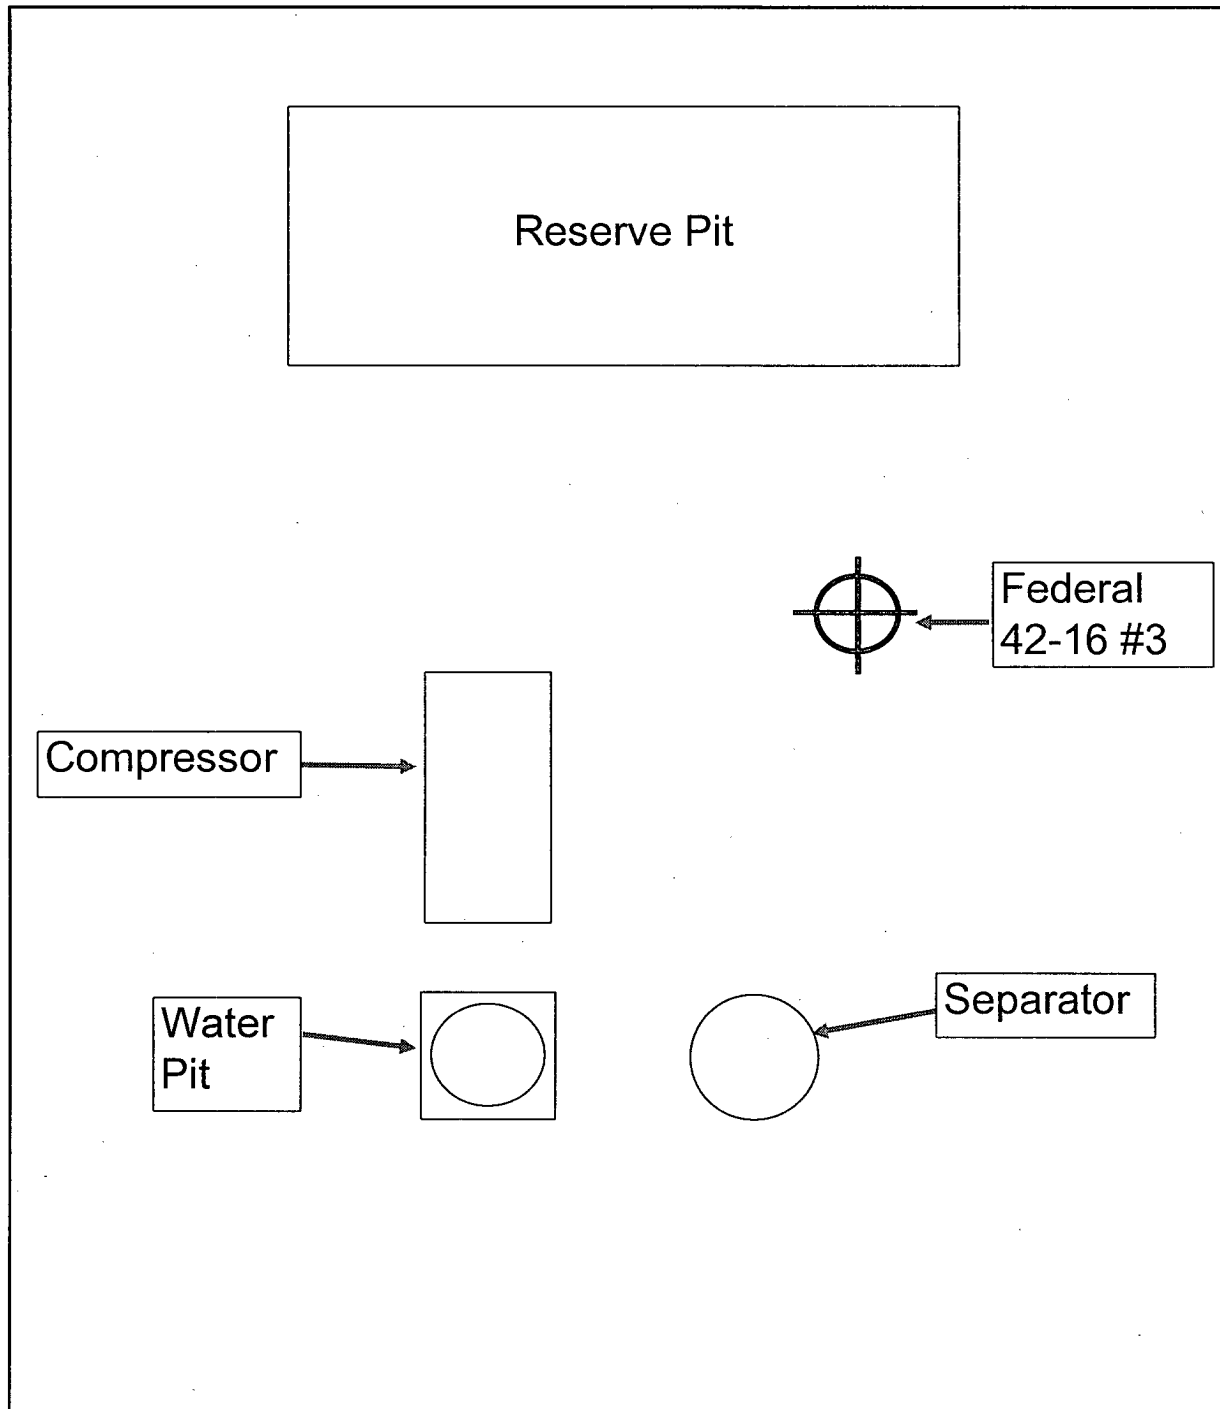 Reserve Pit
Federal
42-16 #3
Compressor
Separator
Water
Pit